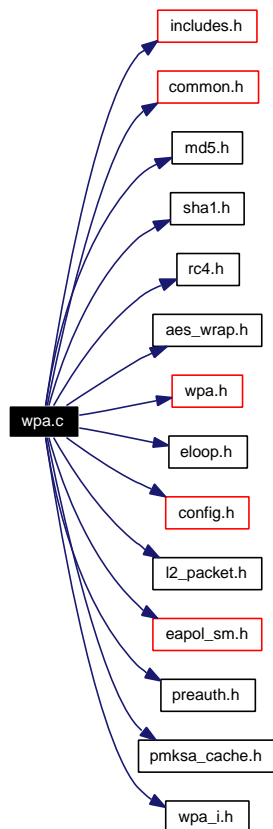 includes.h
common.h
md5.h
sha1.h
rc4.h
aes_wrap.h
wpa.h
wpa.c
eloop.h
config.h
l2_packet.h
eapol_sm.h
preauth.h
pmksa_cache.h
wpa_i.h